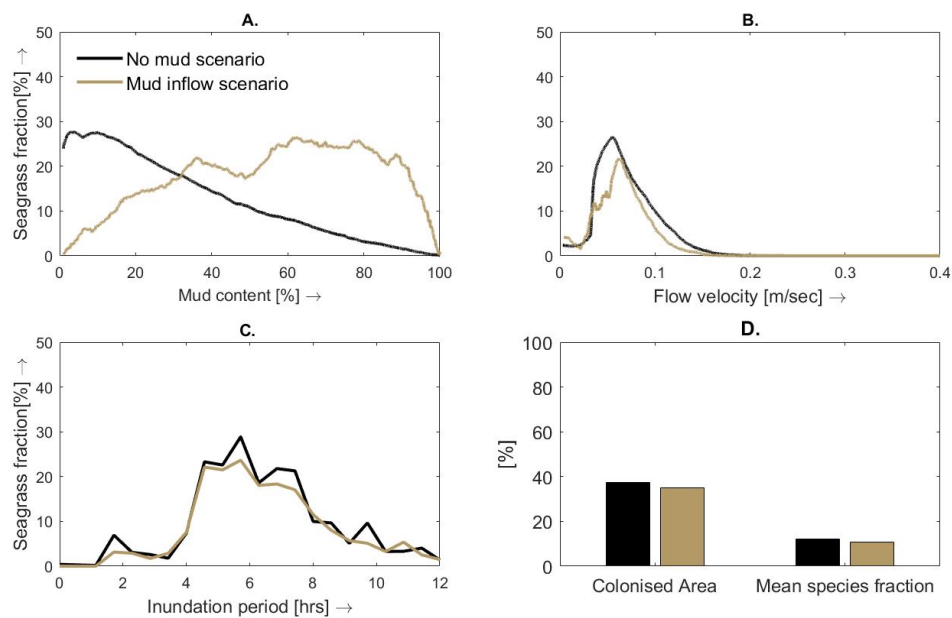 A.
50
40
30
20
10
0
Seagrass fraction[%] →
No mud scenario
Mud inflow scenario
0 20 40 60 80 100
Mud content [%] →
B.
50
40
30
20
10
0
0 0.1 0.2 0.3 0.4
Flow velocity [m/sec] →
C.
50
40
30
20
10
0
Seagrass fraction[%] →
0 2 4 6 8 10 12
Inundation period [hrs] →
D.
100
80
60
40
20
0
[%]
Colonised Area Mean species fraction